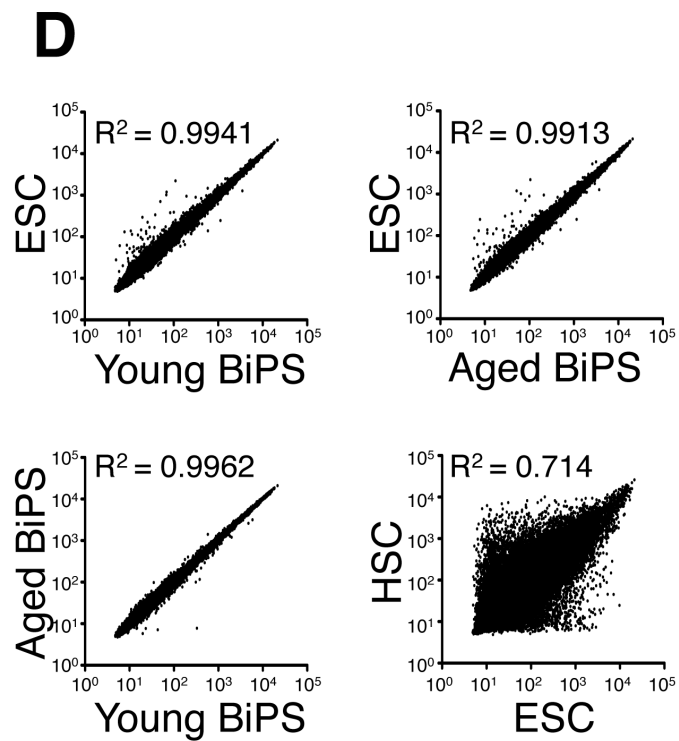 D
R² = 0.9941
ESC
10⁵
10⁴
10³
10²
10¹
10⁰
10⁰ 10¹ 10² 10³ 10⁴ 10⁵
Young BiPS
R² = 0.9913
ESC
10⁵
10⁴
10³
10²
10¹
10⁰
10⁰ 10¹ 10² 10³ 10⁴ 10⁵
Aged BiPS
R² = 0.9962
Aged BiPS
10⁵
10⁴
10³
10²
10¹
10⁰
10⁰ 10¹ 10² 10³ 10⁴ 10⁵
Young BiPS
R² = 0.714
HSC
10⁵
10⁴
10³
10²
10¹
10⁰
10⁰ 10¹ 10² 10³ 10⁴ 10⁵
ESC